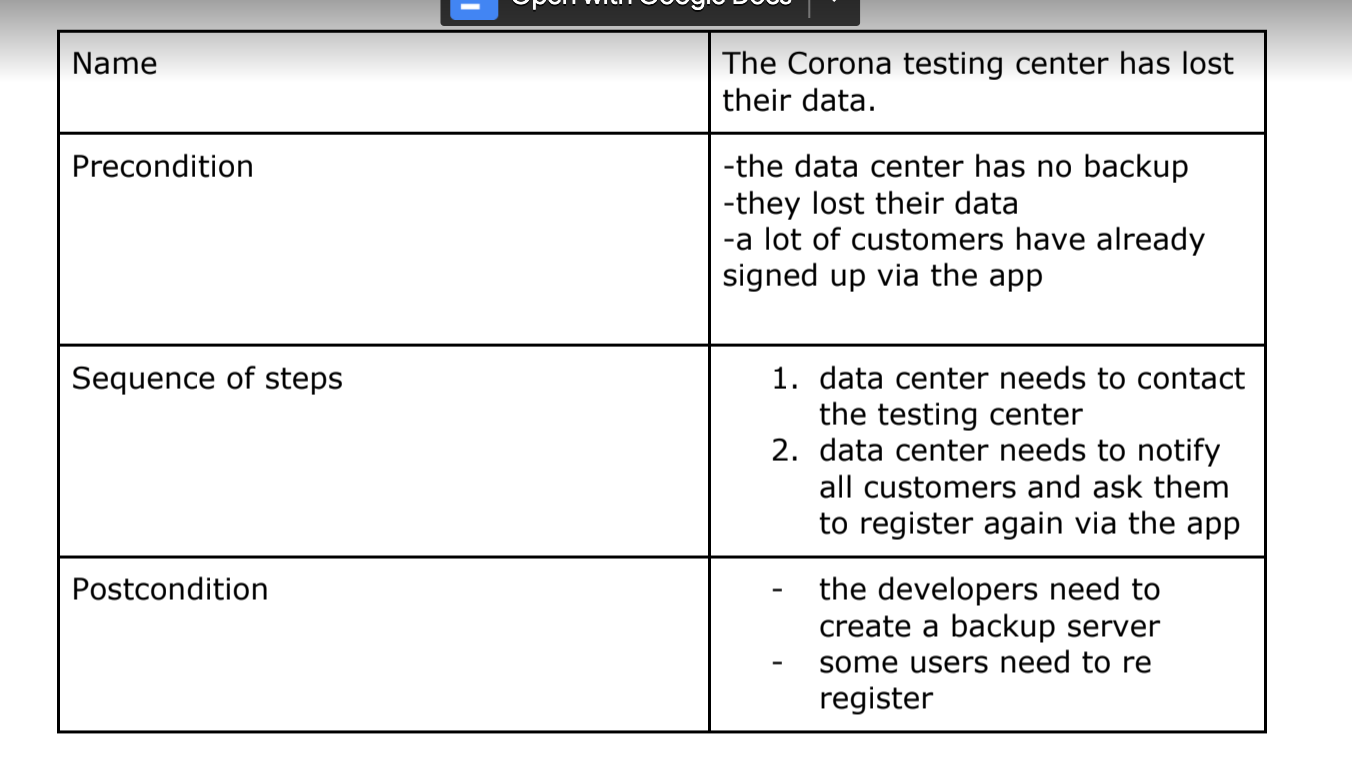 Open with Google Docs
Name
The Corona testing center has lost
their data.
Precondition
-the data center has no backup
-they lost their data
-a lot of customers have already
signed up via the app
Sequence of steps
1. data center needs to contact
the testing center
2. data center needs to notify
all customers and ask them
to register again via the app
Postcondition
- the developers need to
create a backup server
- some users need to re
register